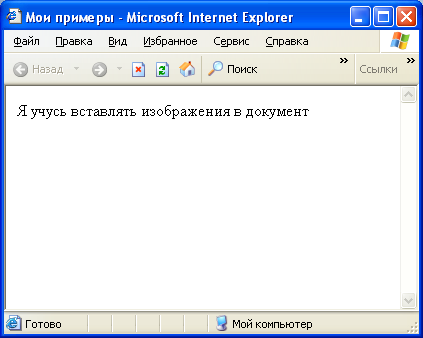 Мои примеры - Microsoft Internet Explorer
Файл Правка Вид Избранное Сервис Справка
Назад Поиск Ссылки
Я учусь вставлять изображения в документ
Готово Мой компьютер